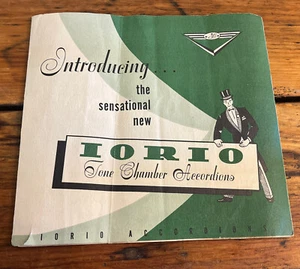 Introducing...
the
sensational
new
IORIO
Tone Chamber Accordions
IORIO ACCORDIONS